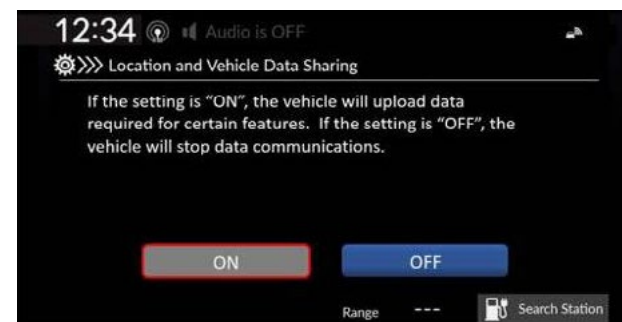 12:34 Audio is OFF
Location and Vehicle Data Sharing
If the setting is “ON”, the vehicle will upload data
required for certain features. If the setting is “OFF”, the
vehicle will stop data communications.
ON OFF
Range --- Search Station